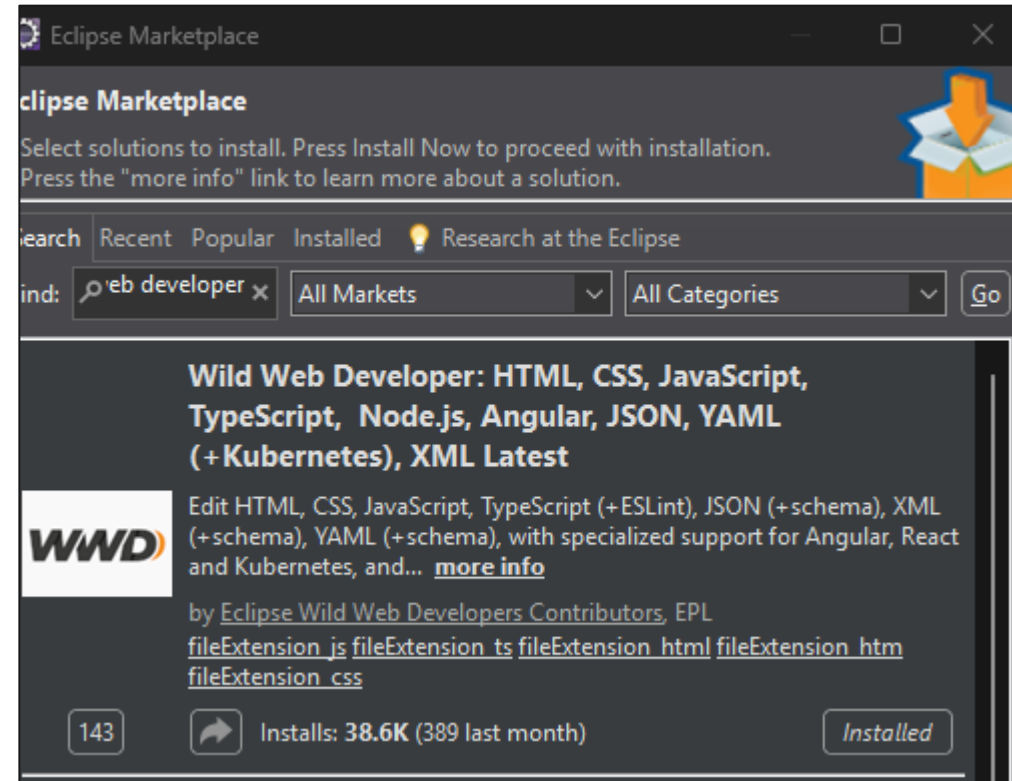 Eclipse Marketplace
clipse Marketplace
Select solutions to install. Press Install Now to proceed with installation.
Press the "more info" link to learn more about a solution.
Search Recent Popular Installed Research at the Eclipse
ind: eb developer All Markets All Categories Go
Wild Web Developer: HTML, CSS, JavaScript,
TypeScript, Node.js, Angular, JSON, YAML
(+Kubernetes), XML Latest
WWD
Edit HTML, CSS, JavaScript, TypeScript (+ESLint), JSON (+schema), XML
(+schema), YAML (+schema), with specialized support for Angular, React
and Kubernetes, and... more info
by Eclipse Wild Web Developers Contributors, EPL
fileExtension_js fileExtension_ts fileExtension_html fileExtension_htm
fileExtension_css
143 Installs: 38.6K (389 last month) Installed